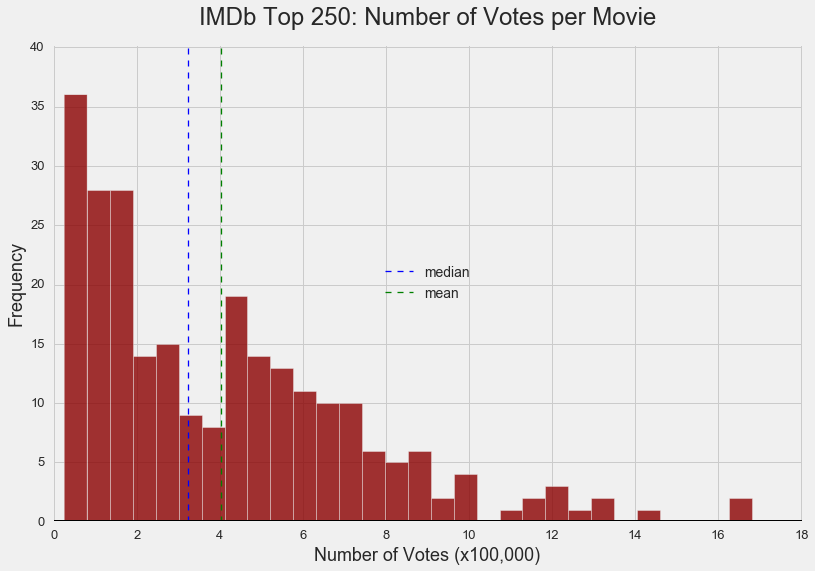 IMDb Top 250: Number of Votes per Movie
40
35
30
25
20
15
10
5
0
Frequency
median
mean
0 2 4 6 8 10 12 14 16 18
Number of Votes (x100,000)